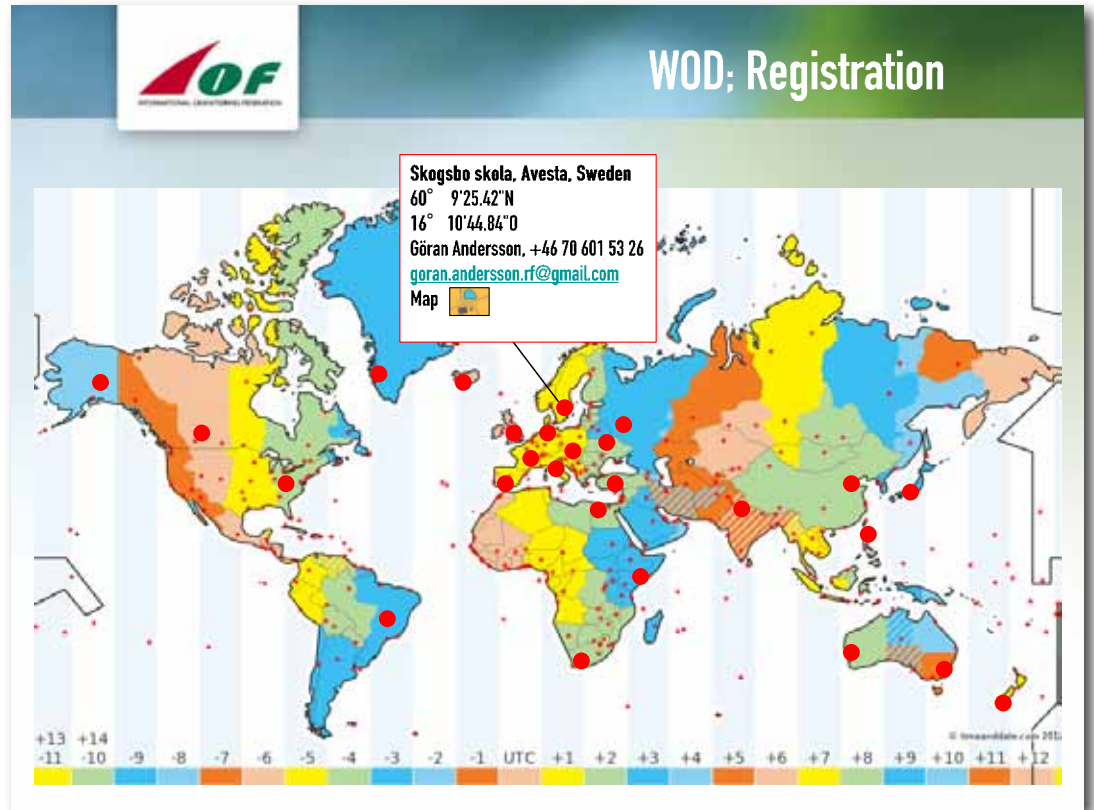 IOF
INTERNATIONAL ORIENTEERING FEDERATION
WOD; Registration
Skogsbo skola, Avesta, Sweden
60° 9'25.42"N
16° 10'44.84"O
Göran Andersson, +46 70 601 53 26
goran.andersson.rf@gmail.com
Map
© timeanddate.com 2012
+13 +14
-11 -10 -9 -8 -7 -6 -5 -4 -3 -2 -1 UTC +1 +2 +3 +4 +5 +6 +7 +8 +9 +10 +11 +12